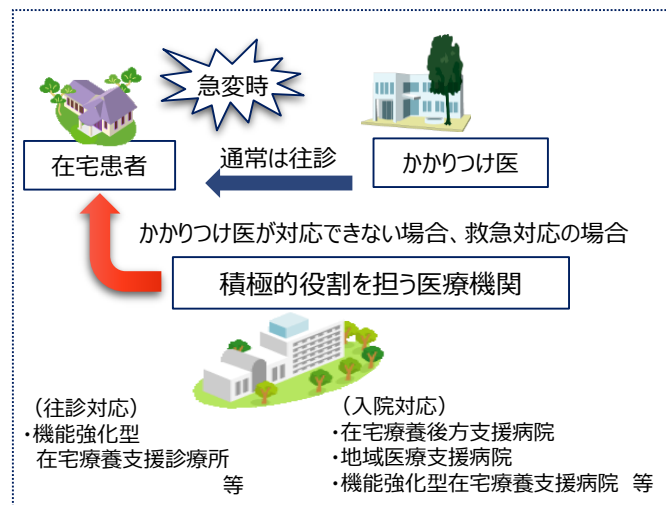 急変時
在宅患者
通常は往診
かかりつけ医
かかりつけ医が対応できない場合、救急対応の場合
積極的役割を担う医療機関
（往診対応）
・機能強化型
在宅療養支援診療所
等
（入院対応）
・在宅療養後方支援病院
・地域医療支援病院
・機能強化型在宅療養支援病院　等